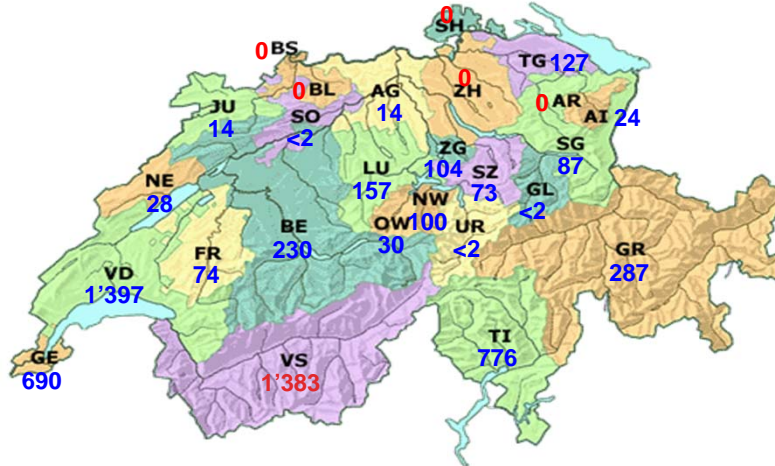 0
SH
0 BS
TG 127
0
BL
0
ZH
AG
14
0 AR
AI 24
JU
14
SO
<2
ZG
104
SG
87
LU
157
SZ
73
NE
28
GL
<2
NW
100
BE
230
OW
30
UR
<2
FR
74
GR
287
VD
1’397
TI
776
GE
690
VS
1’383